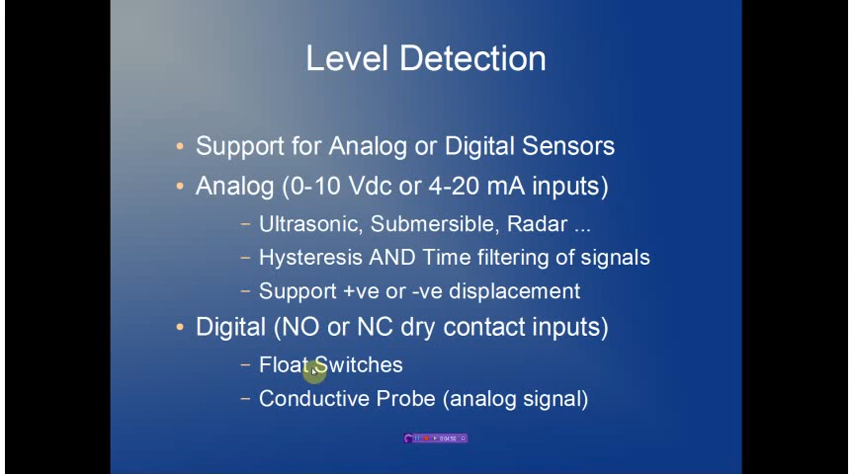 Level Detection
• Support for Analog or Digital Sensors
• Analog (0-10 Vdc or 4-20 mA inputs)
– Ultrasonic, Submersible, Radar ...
– Hysteresis AND Time filtering of signals
– Support +ve or -ve displacement
• Digital (NO or NC dry contact inputs)
– Float Switches
– Conductive Probe (analog signal)